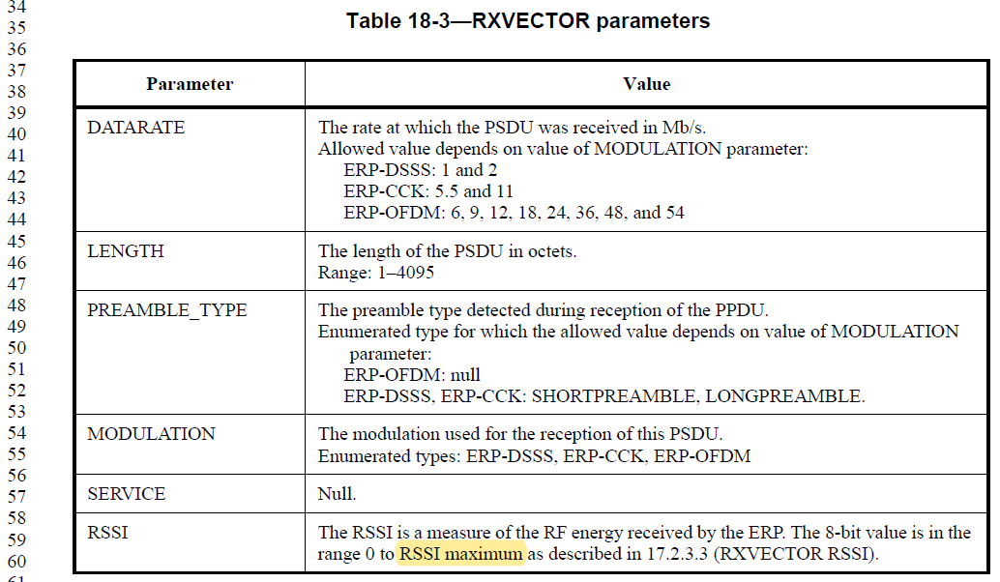 34
35
36
37
38
39
40
41
42
43
44
45
46
47
48
49
50
51
52
53
54
55
56
57
58
59
60
61
Table 18-3—RXVECTOR parameters
Parameter Value
DATARATE The rate at which the PSDU was received in Mb/s.
Allowed value depends on value of MODULATION parameter:
ERP-DSSS: 1 and 2
ERP-CCK: 5.5 and 11
ERP-OFDM: 6, 9, 12, 18, 24, 36, 48, and 54
LENGTH The length of the PSDU in octets.
Range: 1–4095
PREAMBLE_TYPE The preamble type detected during reception of the PPDU.
Enumerated type for which the allowed value depends on value of MODULATION
parameter:
ERP-OFDM: null
ERP-DSSS, ERP-CCK: SHORTPREAMBLE, LONGPREAMBLE.
MODULATION The modulation used for the reception of this PSDU.
Enumerated types: ERP-DSSS, ERP-CCK, ERP-OFDM
SERVICE Null.
RSSI The RSSI is a measure of the RF energy received by the ERP. The 8-bit value is in the
range 0 to RSSI maximum as described in 17.2.3.3 (RXVECTOR RSSI).